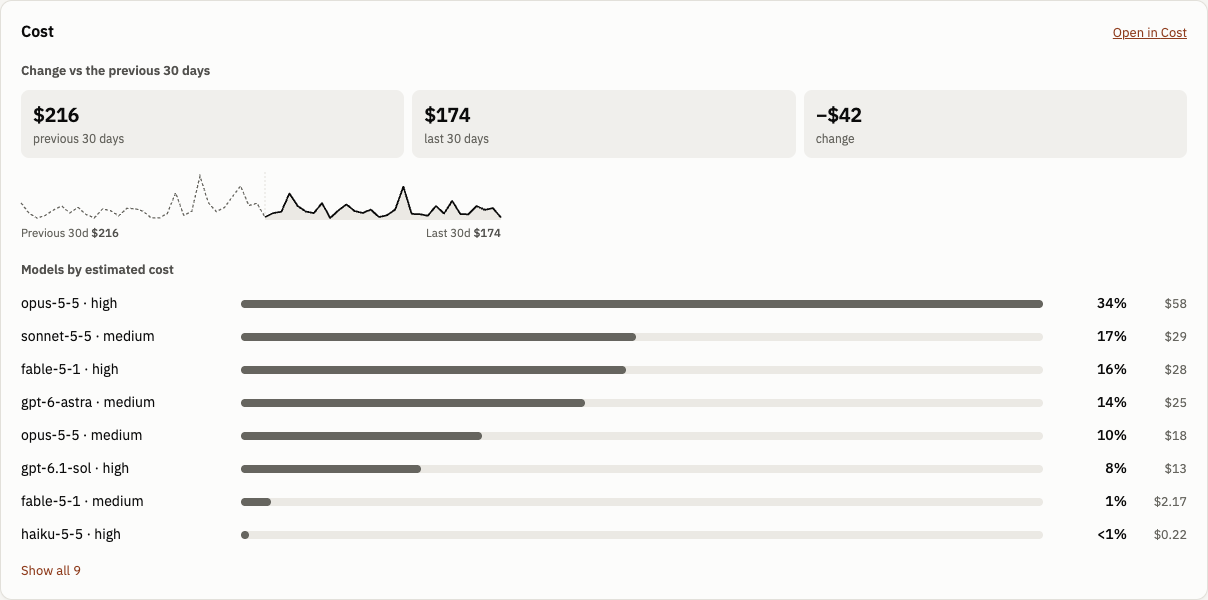 Cost
Open in Cost
Change vs the previous 30 days
$216
previous 30 days
$174
last 30 days
–$42
change
Previous 30d $216
Last 30d $174
Models by estimated cost
opus-5-5 · high 34% $58
sonnet-5-5 · medium 17% $29
fable-5-1 · high 16% $28
gpt-6-astra · medium 14% $25
opus-5-5 · medium 10% $18
gpt-6.1-sol · high 8% $13
fable-5-1 · medium 1% $2.17
haiku-5-5 · high <1% $0.22
Show all 9